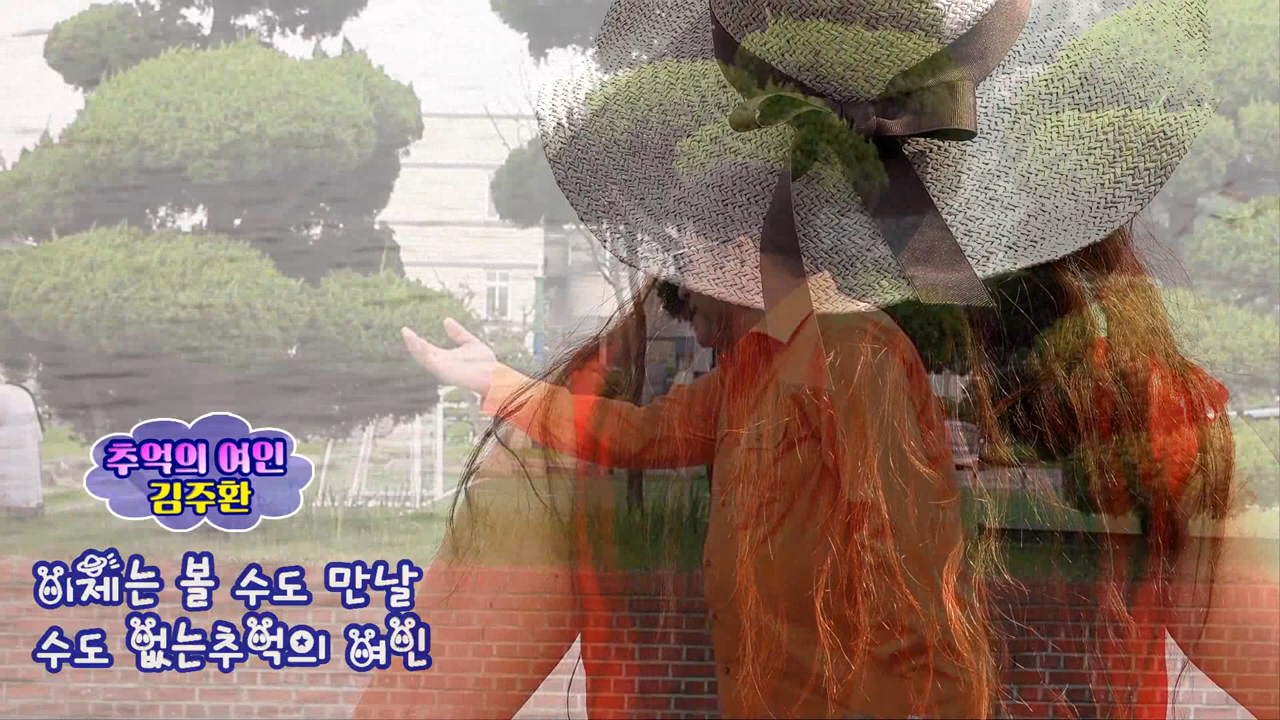 추억의 여인
김주환
이제는 볼 수도 만날
수도 없는추억의 여인